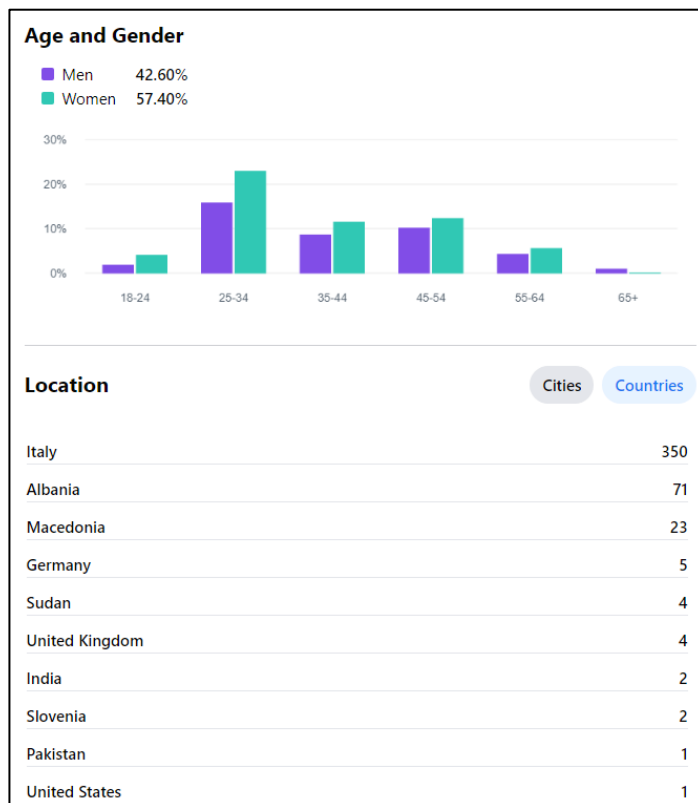 Age and Gender
Men 42.60%
Women 57.40%
30%
20%
10%
0%
18-24 25-34 35-44 45-54 55-64 65+
Location Cities Countries
Italy 350
Albania 71
Macedonia 23
Germany 5
Sudan 4
United Kingdom 4
India 2
Slovenia 2
Pakistan 1
United States 1